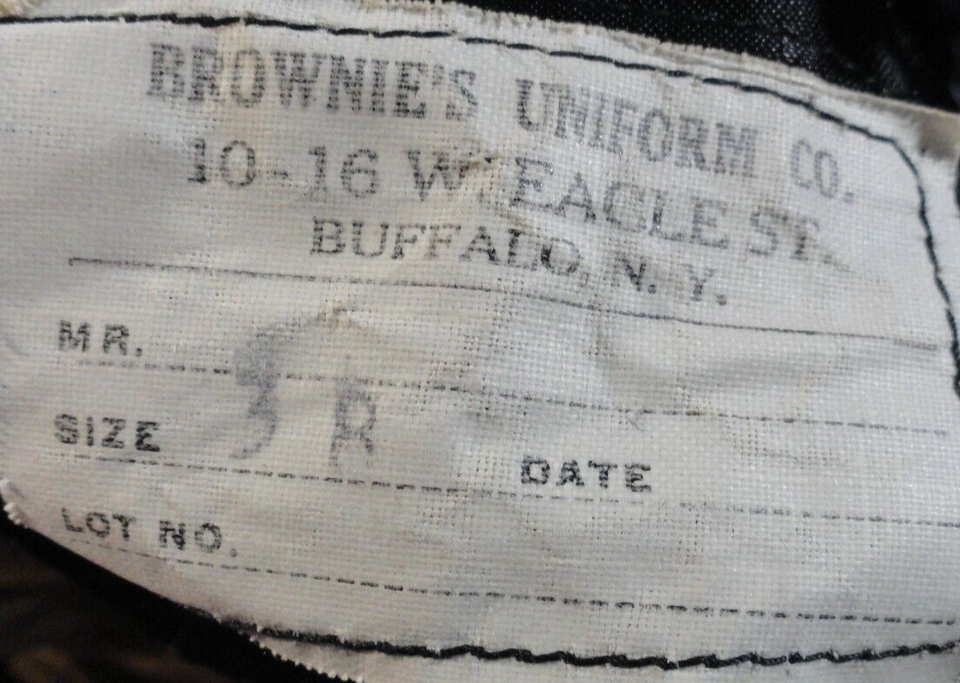 BROWNIE'S UNIFORM CO.
10-16 W. EAGLE ST.
BUFFALO, N. Y.
MR.
SIZE R
DATE
LOT NO.